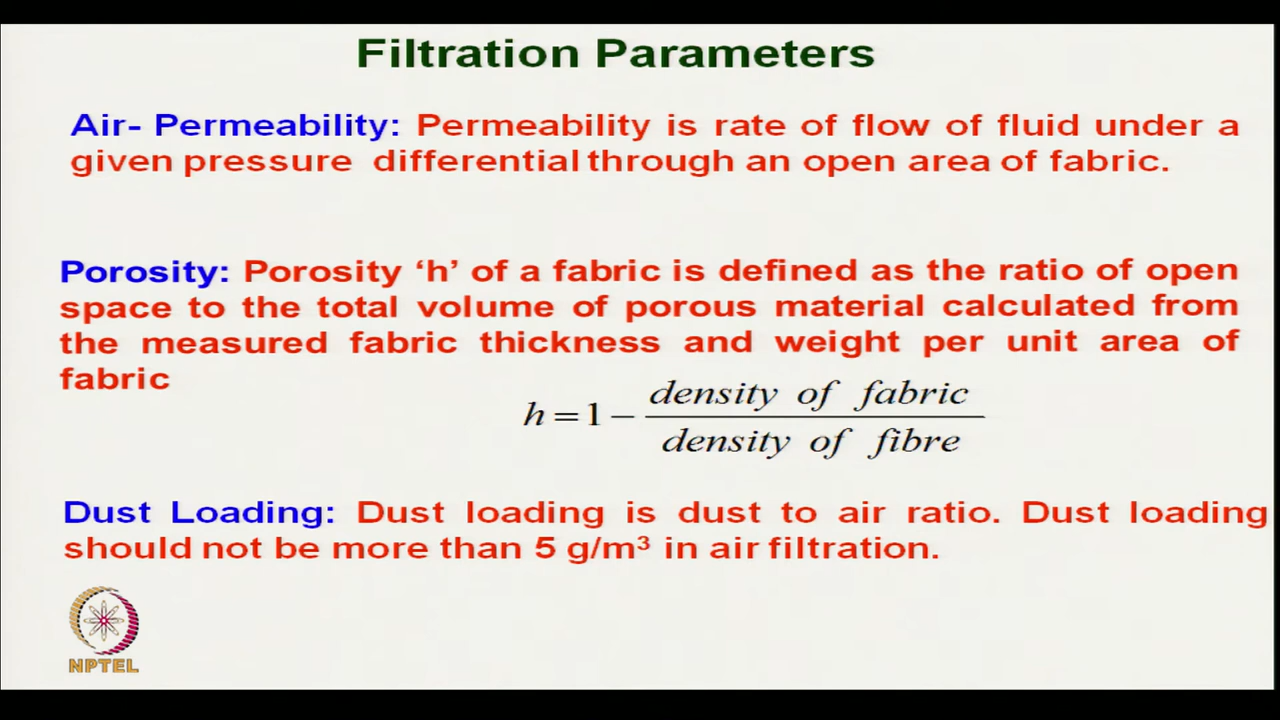 Filtration Parameters
Air- Permeability: Permeability is rate of flow of fluid under a
given pressure differential through an open area of fabric.
Porosity: Porosity ‘h’ of a fabric is defined as the ratio of open
space to the total volume of porous material calculated from
the measured fabric thickness and weight per unit area of
fabric
h = 1 − density of fabric / density of fibre
Dust Loading: Dust loading is dust to air ratio. Dust loading
should not be more than 5 g/m³ in air filtration.
NPTEL